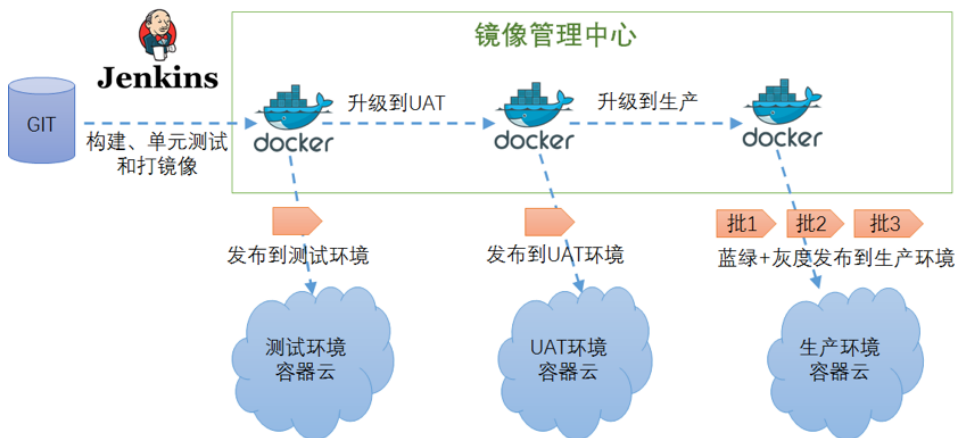 镜像管理中心
Jenkins
GIT
构建、单元测试
和打镜像
docker
升级到UAT
docker
升级到生产
docker
发布到测试环境
发布到UAT环境
批1
批2
批3
蓝绿+灰度发布到生产环境
测试环境
容器云
UAT环境
容器云
生产环境
容器云